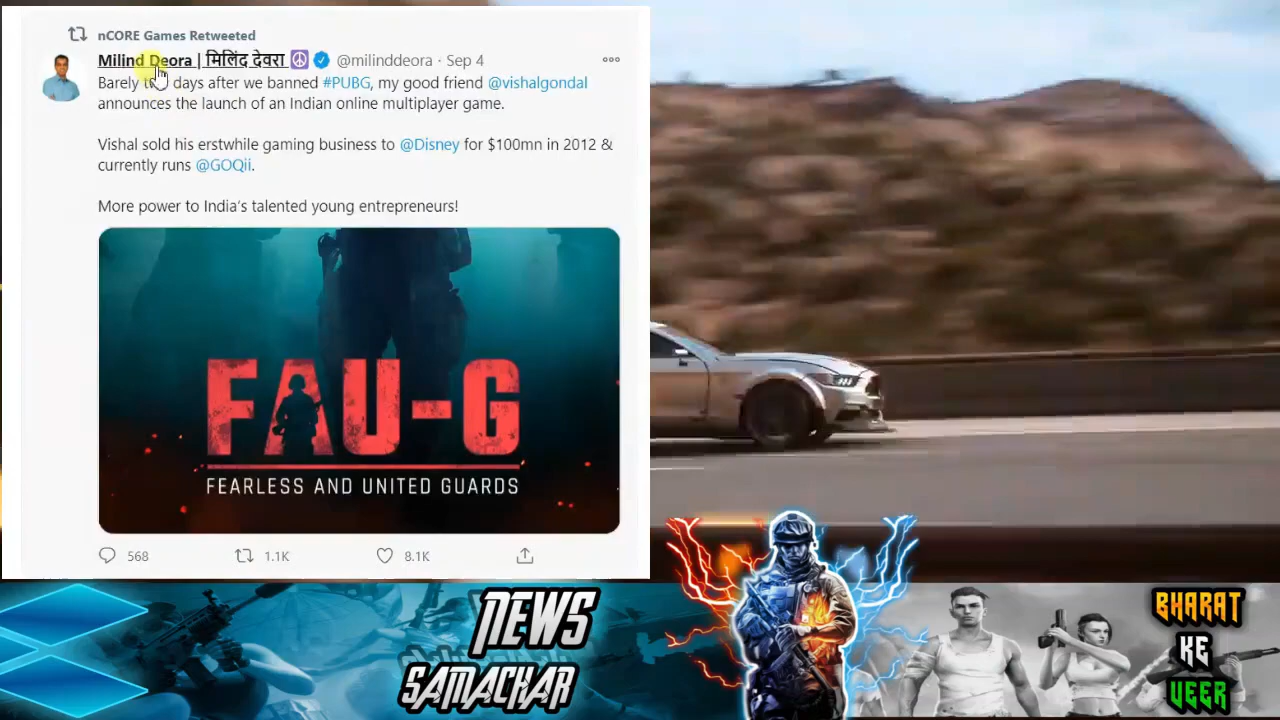 nCORE Games Retweeted
Milind Deora | मिलिंद देवरा @milinddeora · Sep 4
Barely two days after we banned #PUBG, my good friend @vishalgondal
announces the launch of an Indian online multiplayer game.
Vishal sold his erstwhile gaming business to @Disney for $100mn in 2012 &
currently runs @GOQii.
More power to India's talented young entrepreneurs!
FAU-G
FEARLESS AND UNITED GUARDS
568 1.1K 8.1K
NEWS
SAMACHAR
BHARAT
KE
VEER